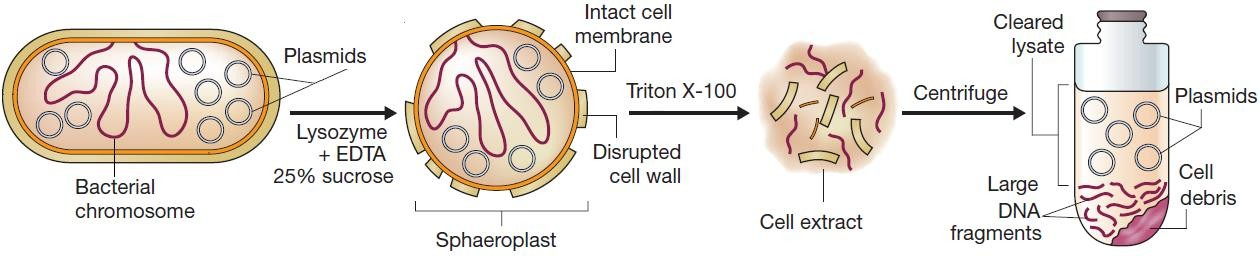 Plasmids
Bacterial
chromosome
Lysozyme
+ EDTA
25% sucrose
Intact cell
membrane
Disrupted
cell wall
Sphaeroplast
Triton X-100
Cell extract
Centrifuge
Cleared
lysate
Plasmids
Large
DNA
fragments
Cell
debris